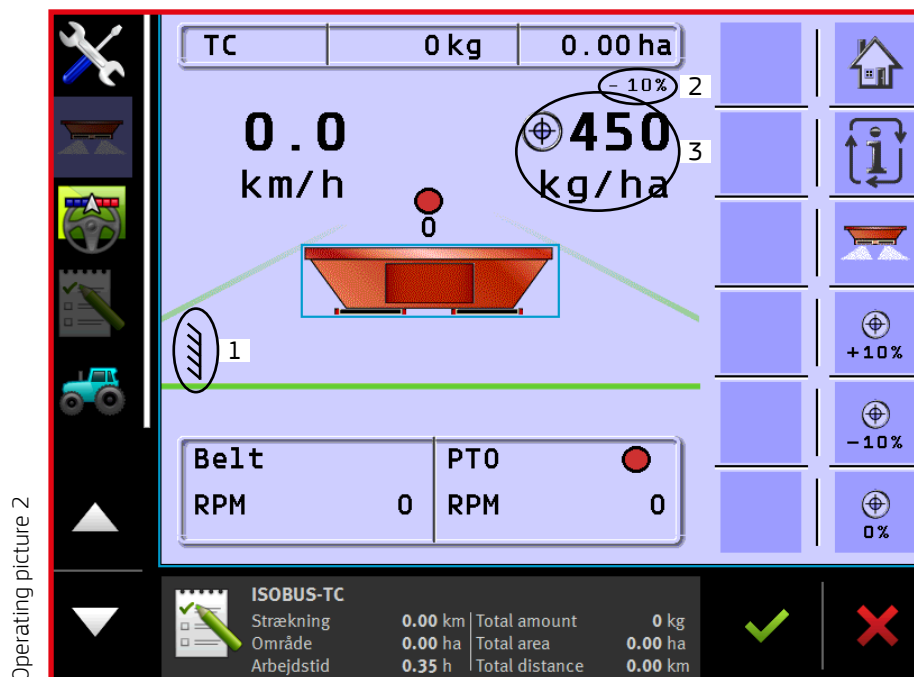 TC 0 kg 0.00 ha
- 10% 2
0.0 450 3
km/h kg/ha
0
1
+10%
-10%
0%
Belt PTO
RPM 0 RPM 0
Operating picture 2
ISOBUS-TC
Strækning 0.00 km Total amount 0 kg
Område 0.00 ha Total area 0.00 ha
Arbejdstid 0.35 h Total distance 0.00 km